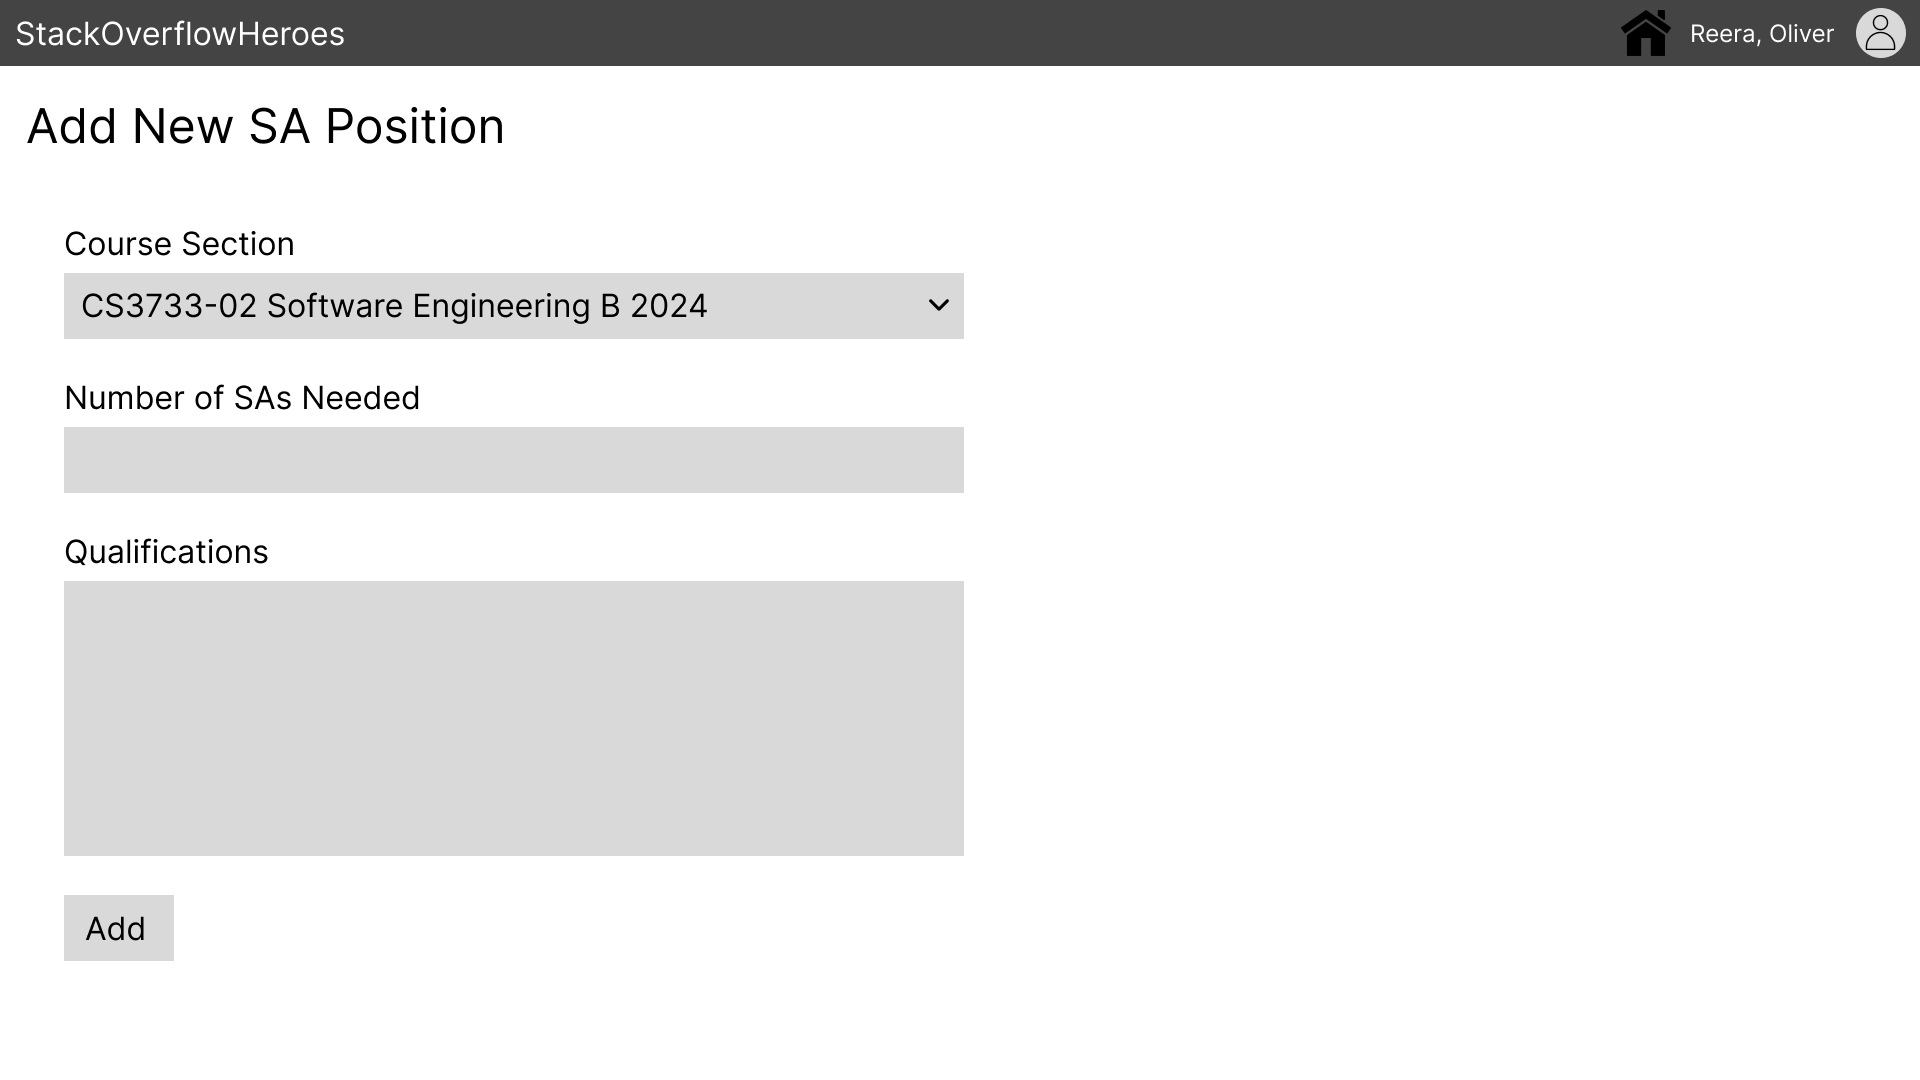 StackOverflowHeroes
Reera, Oliver
Add New SA Position
Course Section
CS3733-02 Software Engineering B 2024
Number of SAs Needed
Qualifications
Add